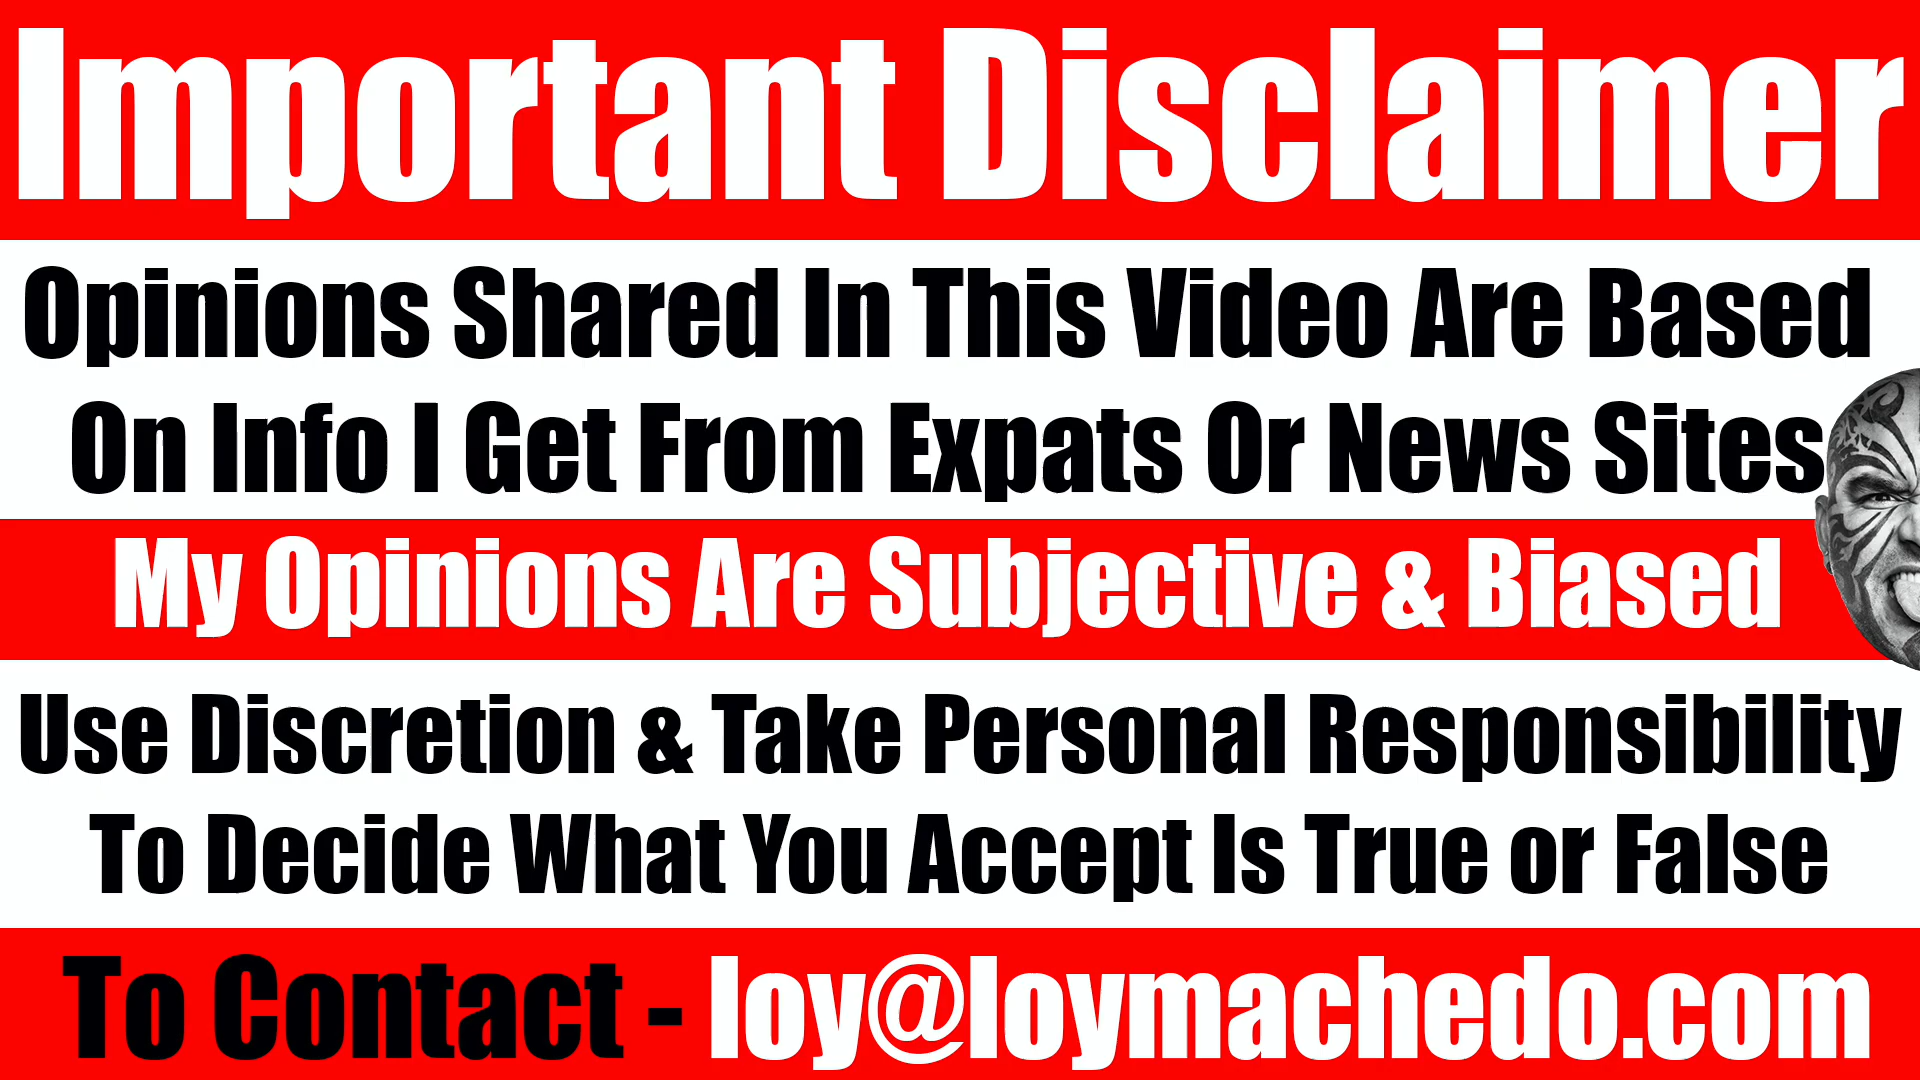 Important Disclaimer
Opinions Shared In This Video Are Based
On Info I Get From Expats Or News Sites
My Opinions Are Subjective & Biased
Use Discretion & Take Personal Responsibility
To Decide What You Accept Is True or False
To Contact - loy@loymachedo.com